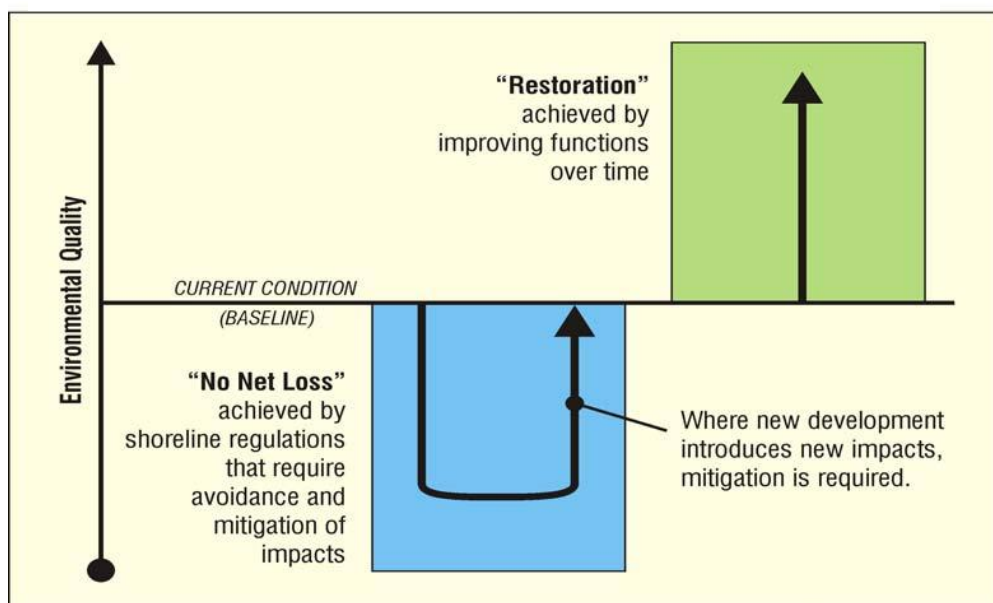 Environmental Quality
“Restoration”
achieved by
improving functions
over time
CURRENT CONDITION
(BASELINE)
“No Net Loss”
achieved by
shoreline regulations
that require
avoidance and
mitigation of
impacts
Where new development
introduces new impacts,
mitigation is required.